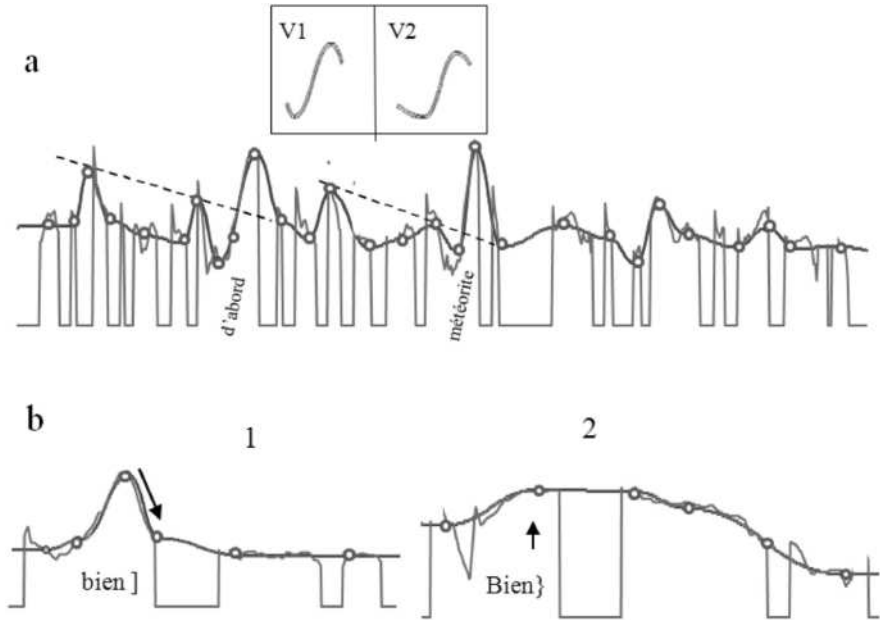 V1 V2
a
d'abord
météorite
b
1 2
bien ]
Bien}